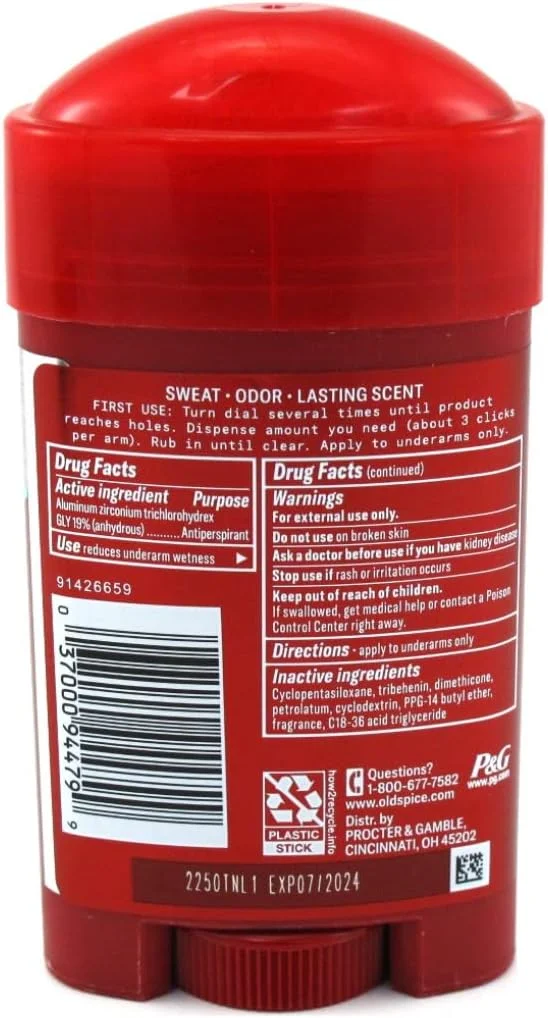 SWEAT · ODOR · LASTING SCENT
FIRST USE: Turn dial several times until product
reaches holes. Dispense amount you need (about 3 clicks
per arm). Rub in until clear. Apply to underarms only.
Drug Facts
Active ingredient Purpose
Aluminum zirconium trichlorohydrex
GLY 19% (anhydrous) .......... Antiperspirant
Use reduces underarm wetness ▶
91426659
0 37000 94479 9
Drug Facts (continued)
Warnings
For external use only.
Do not use on broken skin
Ask a doctor before use if you have kidney disease
Stop use if rash or irritation occurs
Keep out of reach of children.
If swallowed, get medical help or contact a Poison
Control Center right away.
Directions · apply to underarms only
Inactive ingredients
Cyclopentasiloxane, tribehenin, dimethicone,
petrolatum, cyclodextrin, PPG-14 butyl ether,
fragrance, C18-36 acid triglyceride
PLASTIC
STICK
how2recycle.info
Questions?
1-800-677-7582
www.oldspice.com
Distr. by
PROCTER & GAMBLE,
CINCINNATI, OH 45202
P&G
www.pg.com
2250TNL1 EXP07/2024